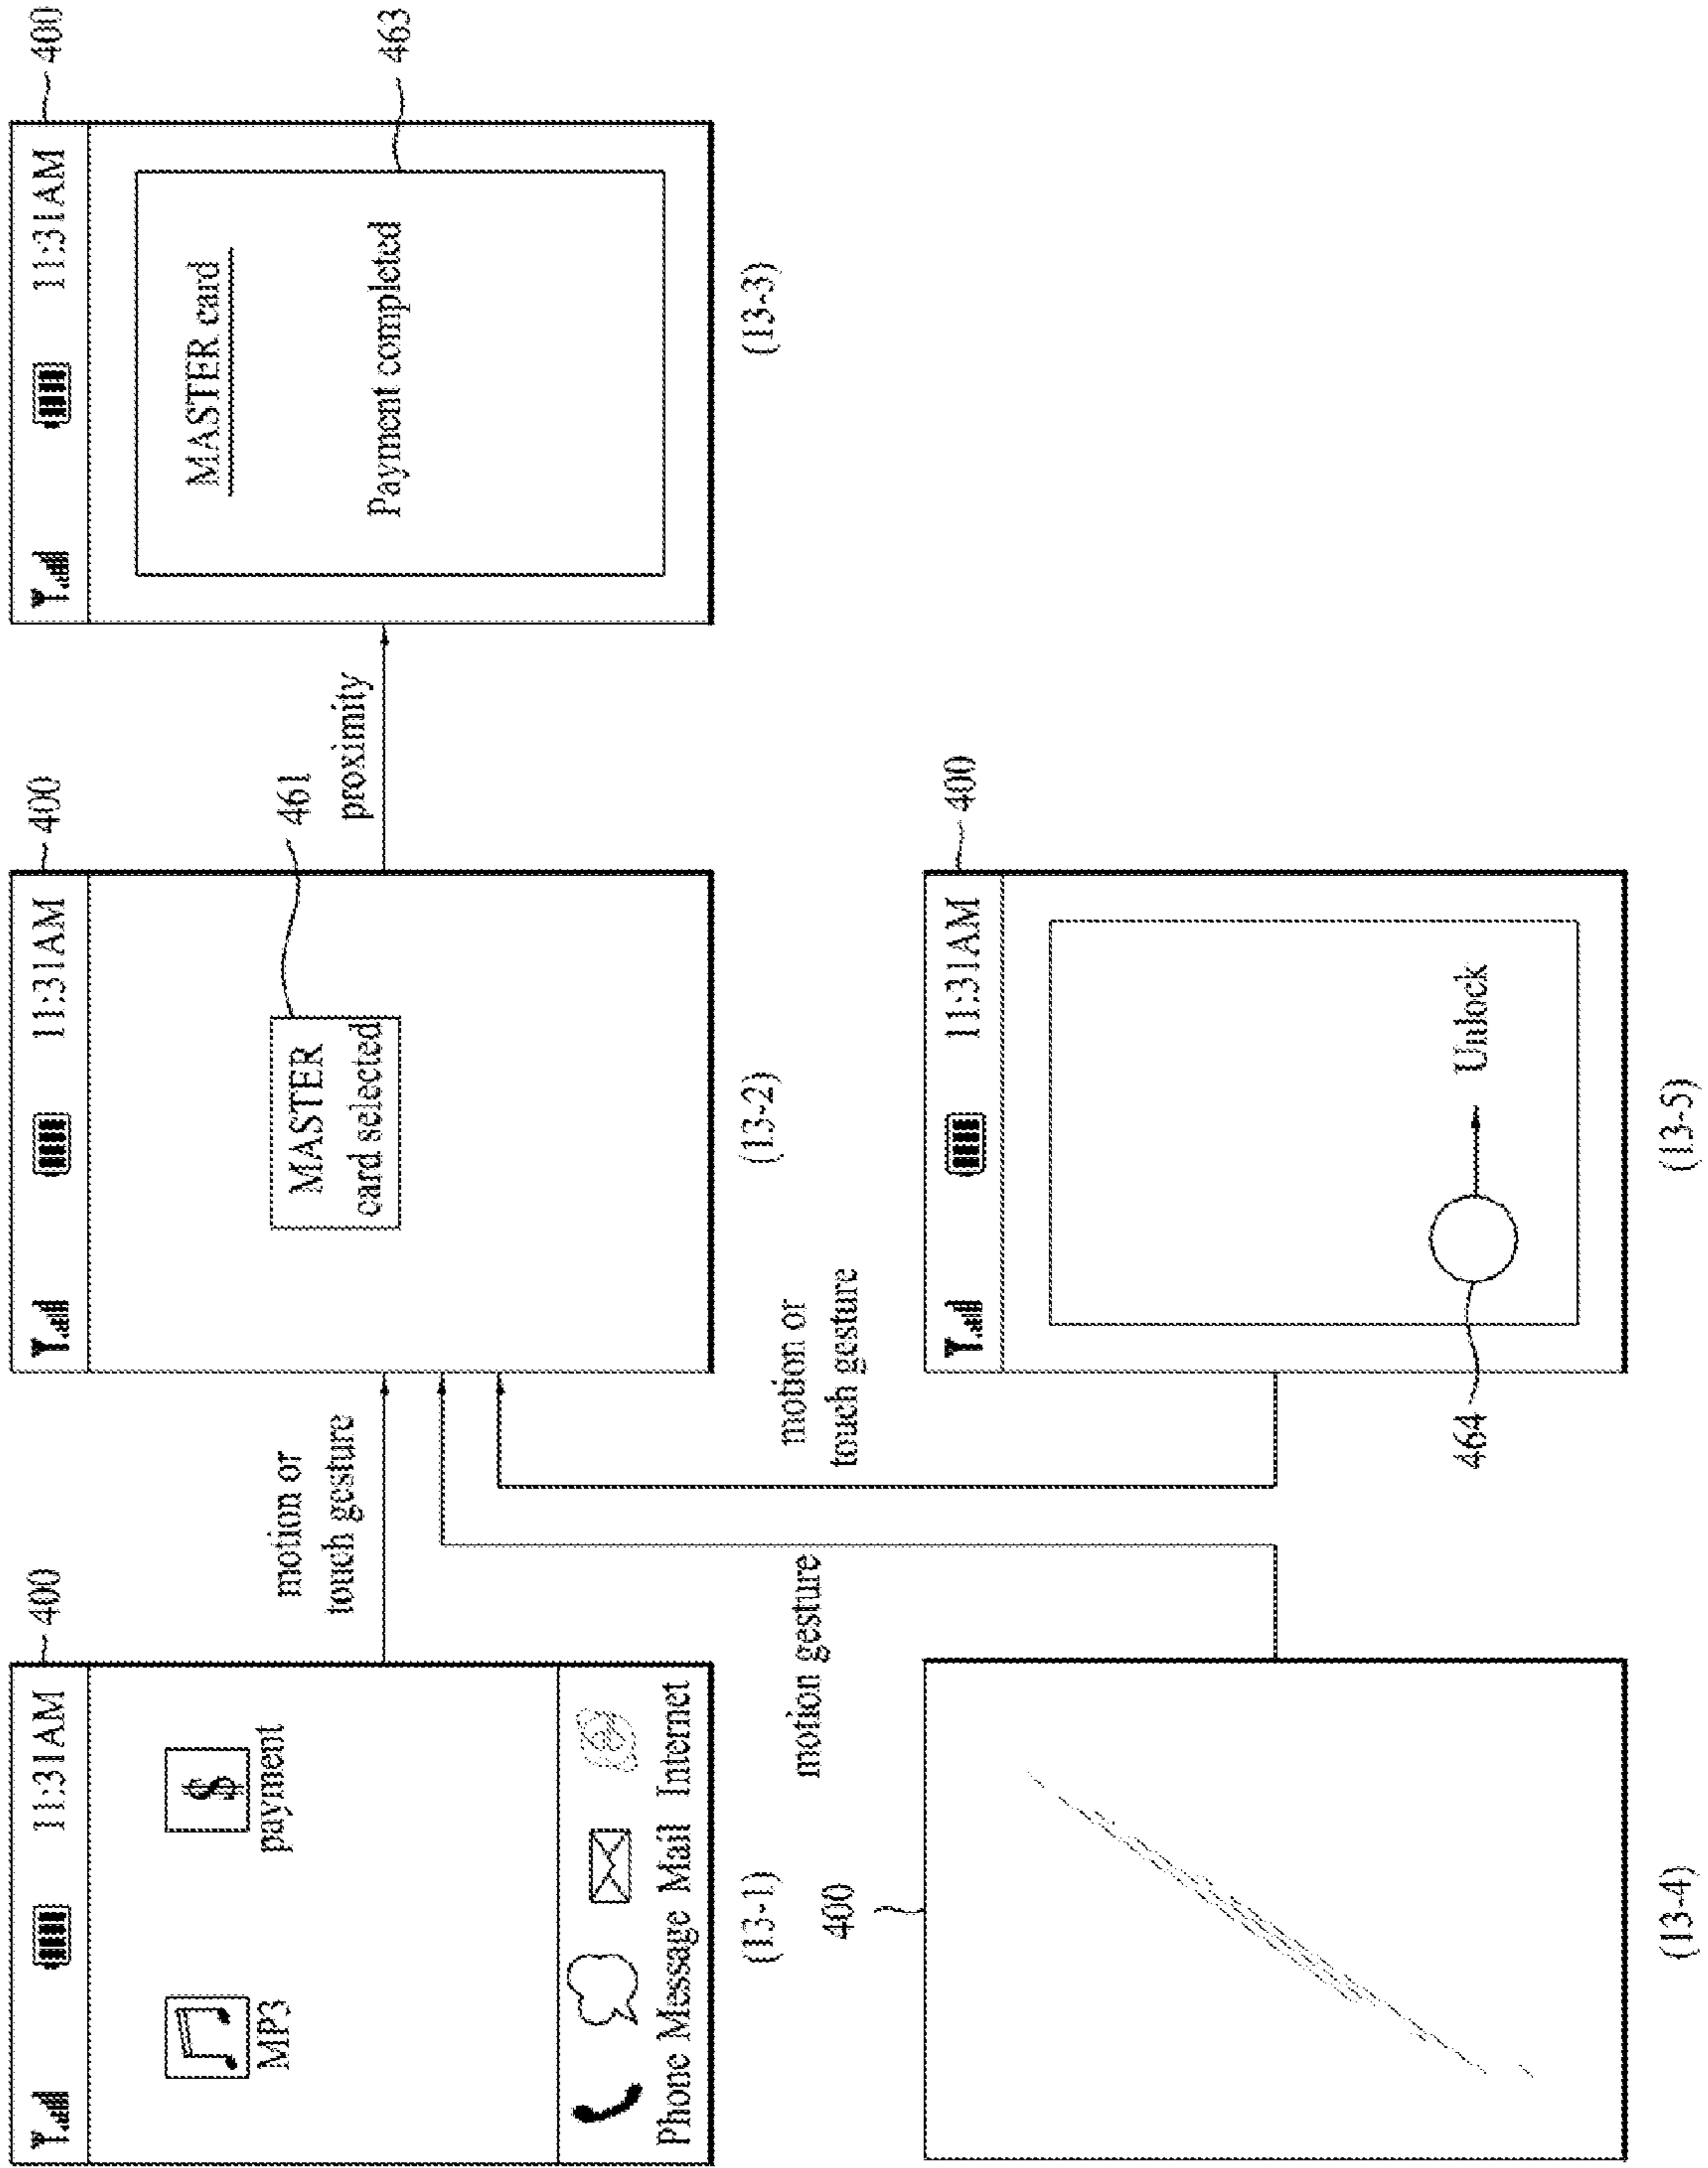 400
11:31AM
MP3
payment
Phone Message Mail Internet
(13-1)
motion or
touch gesture
400
11:31AM
461
MASTER
card selected
(13-2)
proximity
400
11:31AM
463
MASTER card
Payment completed
(13-3)
400
(13-4)
motion gesture
motion or
touch gesture
400
11:31AM
Unlock
464
(13-5)